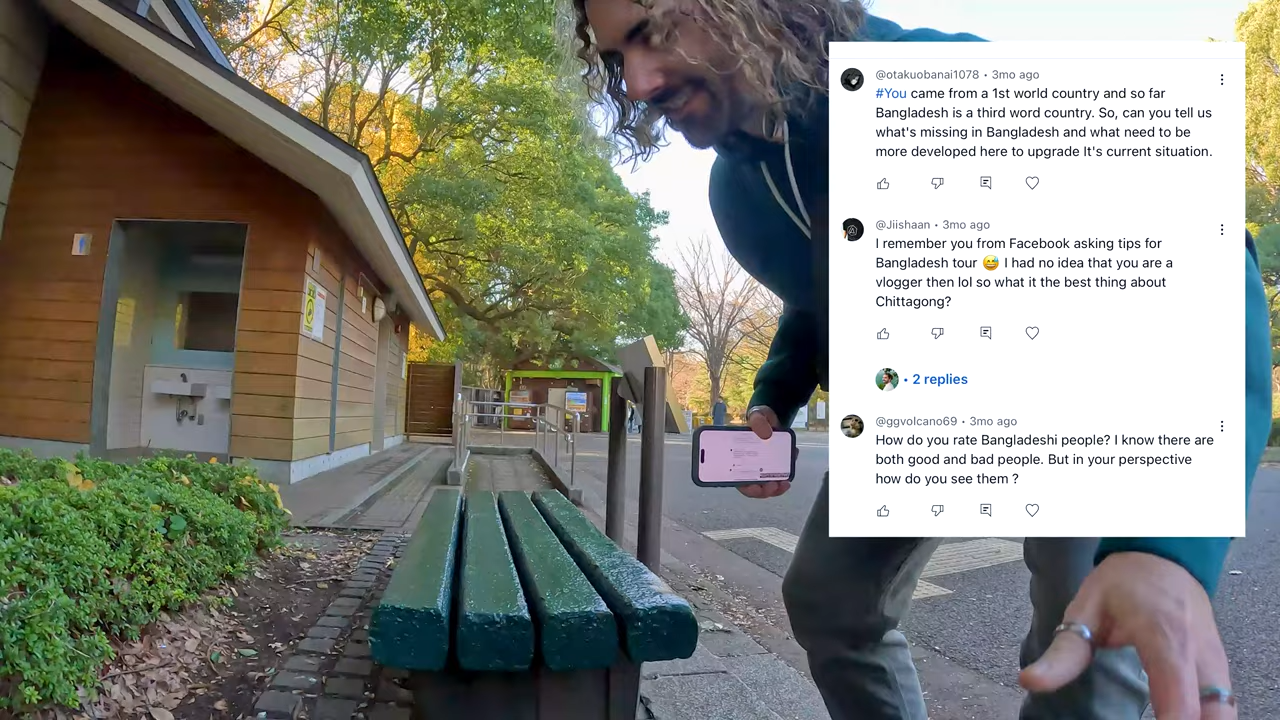 @otakuobanai1078 • 3mo ago
#You came from a 1st world country and so far
Bangladesh is a third word country. So, can you tell us
what's missing in Bangladesh and what need to be
more developed here to upgrade It's current situation.
@Jiishaan • 3mo ago
I remember you from Facebook asking tips for
Bangladesh tour 😅 I had no idea that you are a
vlogger then lol so what it the best thing about
Chittagong?
• 2 replies
@ggvolcano69 • 3mo ago
How do you rate Bangladeshi people? I know there are
both good and bad people. But in your perspective
how do you see them ?